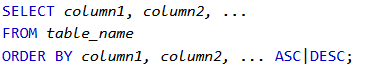 SELECT column1, column2, ...
FROM table_name
ORDER BY column1, column2, ... ASC|DESC;